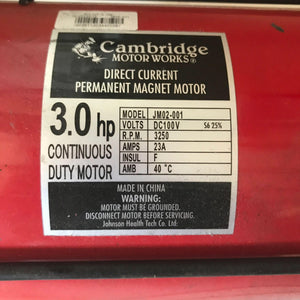 Cambridge
MOTOR WORKS®
DIRECT CURRENT
PERMANENT MAGNET MOTOR
3.0 hp
CONTINUOUS
DUTY MOTOR
MODEL JM02-001
VOLTS DC100V S6 25%
R.P.M. 3250
AMPS 23A
INSUL F
AMB 40 °C
MADE IN CHINA
WARNING:
MOTOR MUST BE GROUNDED.
DISCONNECT MOTOR BEFORE SERVICING.
Johnson Health Tech Co. Ltd.